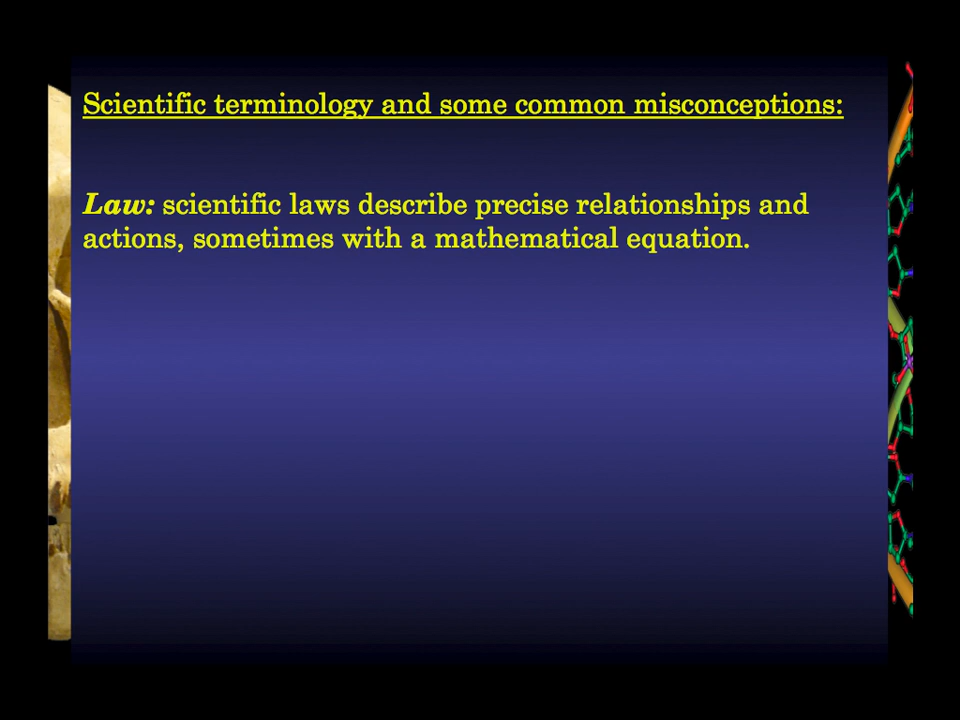 Scientific terminology and some common misconceptions:
Law: scientific laws describe precise relationships and
actions, sometimes with a mathematical equation.